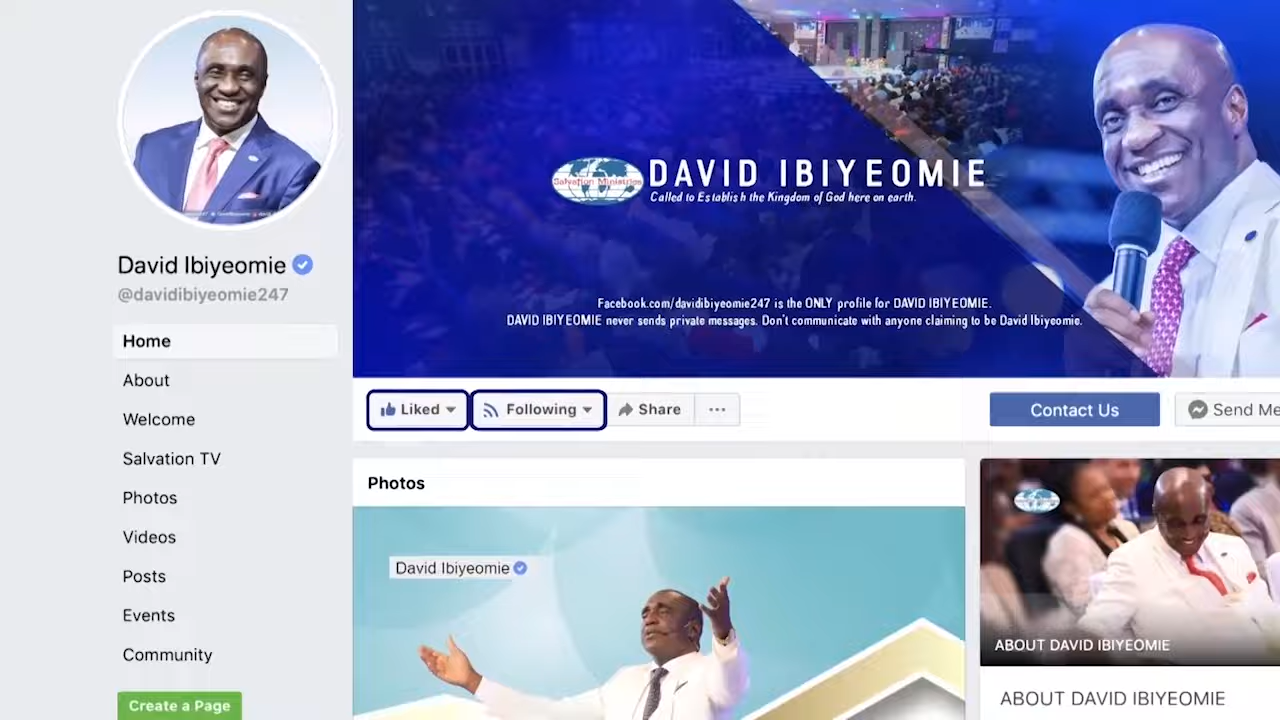 David Ibiyeomie
@davidibiyeomie247
Home
About
Welcome
Salvation TV
Photos
Videos
Posts
Events
Community
Create a Page
Salvation Ministries
DAVID IBIYEOMIE
Called to Establish the Kingdom of God here on earth.
Facebook.com/davidibiyeomie247 is the ONLY profile for DAVID IBIYEOMIE.
DAVID IBIYEOMIE never sends private messages. Don't communicate with anyone claiming to be David Ibiyeomie.
Liked
Following
Share
Contact Us
Send Me
Photos
David Ibiyeomie
ABOUT DAVID IBIYEOMIE
ABOUT DAVID IBIYEOMIE